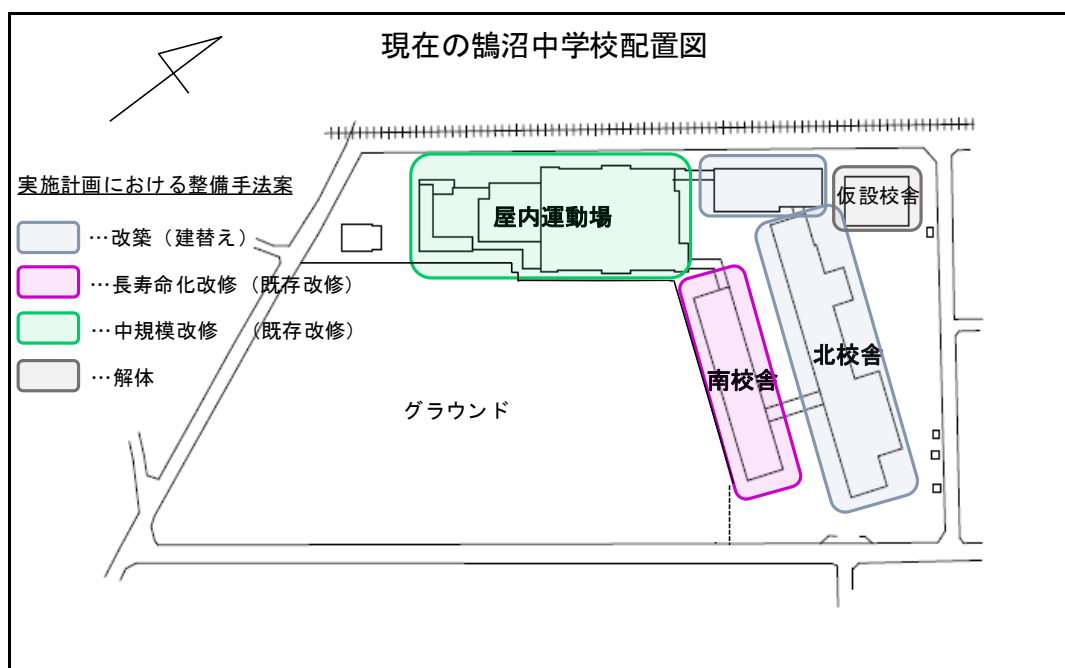 現在の鵠沼中学校配置図
実施計画における整備手法案
…改築（建替え）
…長寿命化改修（既存改修）
…中規模改修　（既存改修）
…解体
屋内運動場
仮設校舎
北校舎
南校舎
グラウンド